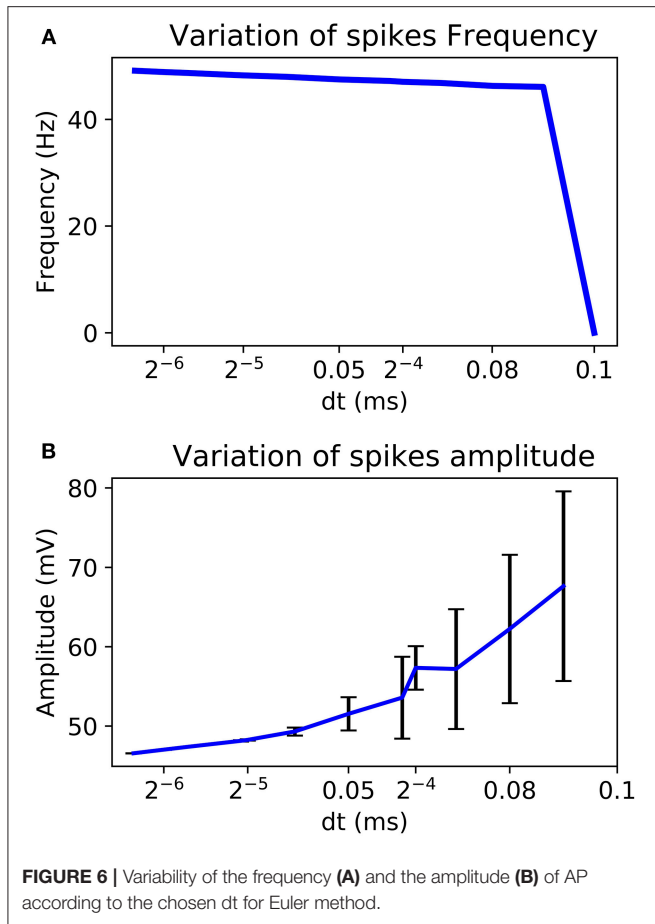 A
Variation of spikes Frequency
Frequency (Hz)
40
20
0
2⁻⁶ 2⁻⁵ 0.05 2⁻⁴ 0.08 0.1
dt (ms)
B
Variation of spikes amplitude
Amplitude (mV)
80
70
60
50
2⁻⁶ 2⁻⁵ 0.05 2⁻⁴ 0.08 0.1
dt (ms)
FIGURE 6 | Variability of the frequency (A) and the amplitude (B) of AP
according to the chosen dt for Euler method.